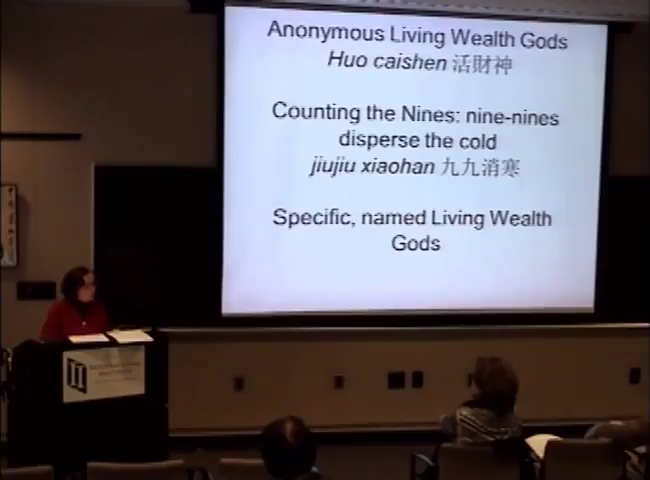 Anonymous Living Wealth Gods
Huo caishen 活財神
Counting the Nines: nine-nines
disperse the cold
jiujiu xiaohan 九九消寒
Specific, named Living Wealth
Gods